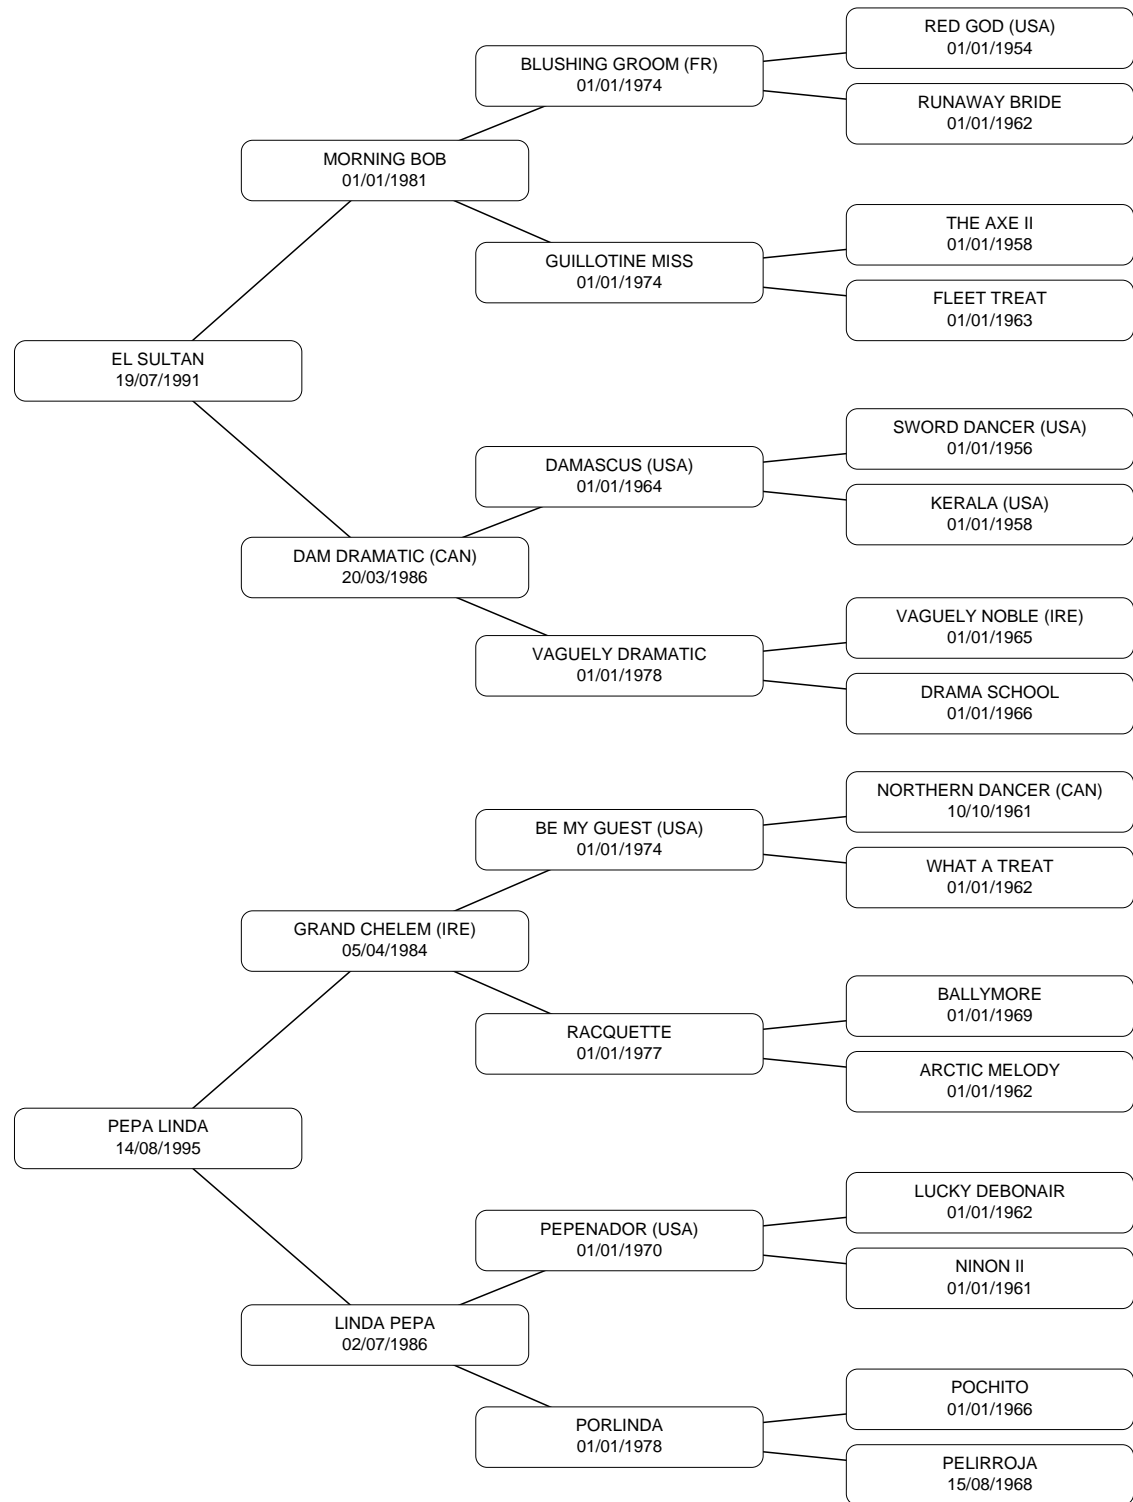 RED GOD (USA)
01/01/1954
BLUSHING GROOM (FR)
01/01/1974
RUNAWAY BRIDE
01/01/1962
MORNING BOB
01/01/1981
THE AXE II
01/01/1958
GUILLOTINE MISS
01/01/1974
FLEET TREAT
01/01/1963
EL SULTAN
19/07/1991
SWORD DANCER (USA)
01/01/1956
DAMASCUS (USA)
01/01/1964
KERALA (USA)
01/01/1958
DAM DRAMATIC (CAN)
20/03/1986
VAGUELY NOBLE (IRE)
01/01/1965
VAGUELY DRAMATIC
01/01/1978
DRAMA SCHOOL
01/01/1966
NORTHERN DANCER (CAN)
10/10/1961
BE MY GUEST (USA)
01/01/1974
WHAT A TREAT
01/01/1962
GRAND CHELEM (IRE)
05/04/1984
BALLYMORE
01/01/1969
RACQUETTE
01/01/1977
ARCTIC MELODY
01/01/1962
PEPA LINDA
14/08/1995
LUCKY DEBONAIR
01/01/1962
PEPENADOR (USA)
01/01/1970
NINON II
01/01/1961
LINDA PEPA
02/07/1986
POCHITO
01/01/1966
PORLINDA
01/01/1978
PELIRROJA
15/08/1968